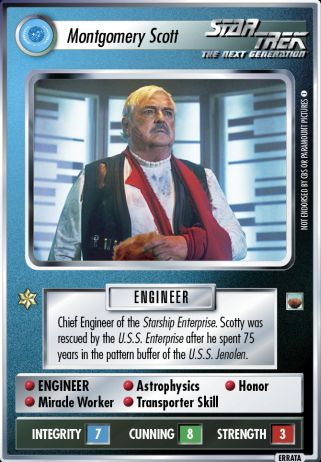 Montgomery Scott
STAR TREK
THE NEXT GENERATION
NOT ENDORSED BY CBS OR PARAMOUNT PICTURES
ENGINEER
Chief Engineer of the Starship Enterprise. Scotty was
rescued by the U.S.S. Enterprise after he spent 75
years in the pattern buffer of the U.S.S. Jenolen.
ENGINEER Astrophysics Honor
Miracle Worker Transporter Skill
INTEGRITY 7 CUNNING 8 STRENGTH 3
ERRATA